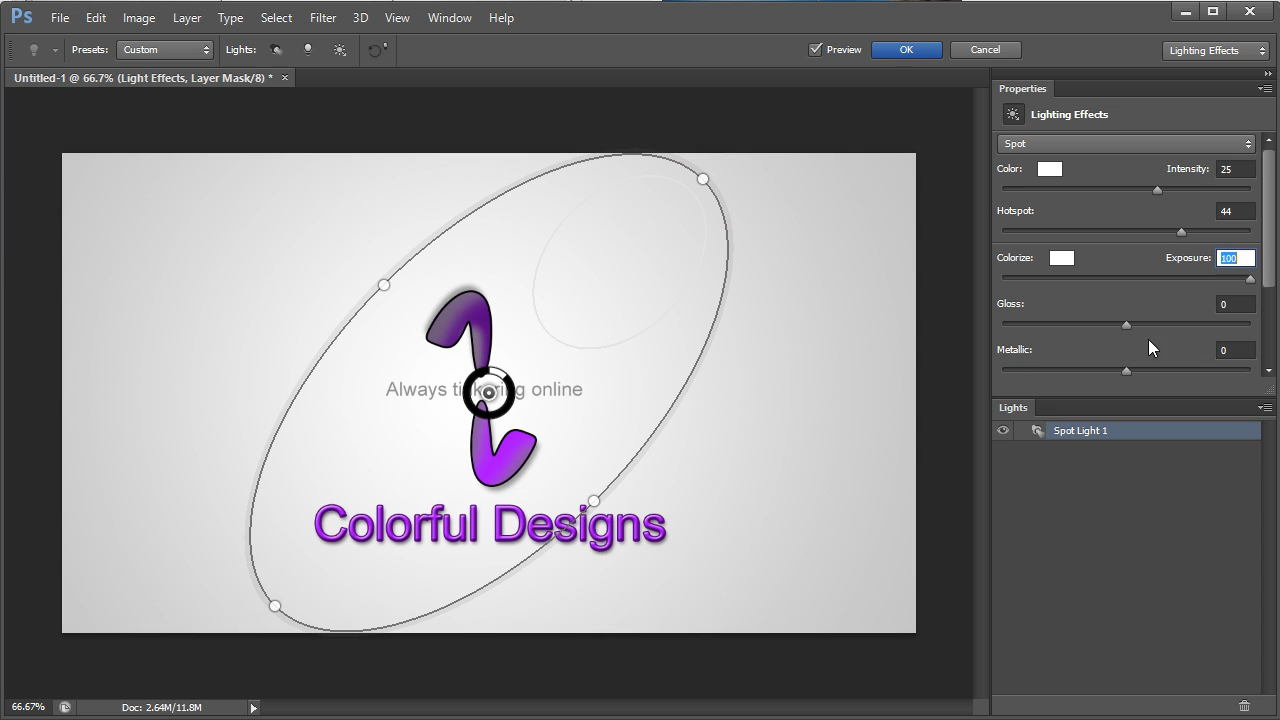 Ps File Edit Image Layer Type Select Filter 3D View Window Help
Presets: Custom Lights: Preview OK Cancel Lighting Effects
Untitled-1 @ 66.7% (Light Effects, Layer Mask/8) * ×
Properties
Lighting Effects
Spot
Color: Intensity: 25
Hotspot: 44
Colorize: Exposure: 100
Gloss: 0
Metallic: 0
Always tinkering online
Colorful Designs
Lights
Spot Light 1
66.67% Doc: 2.64M/11.8M